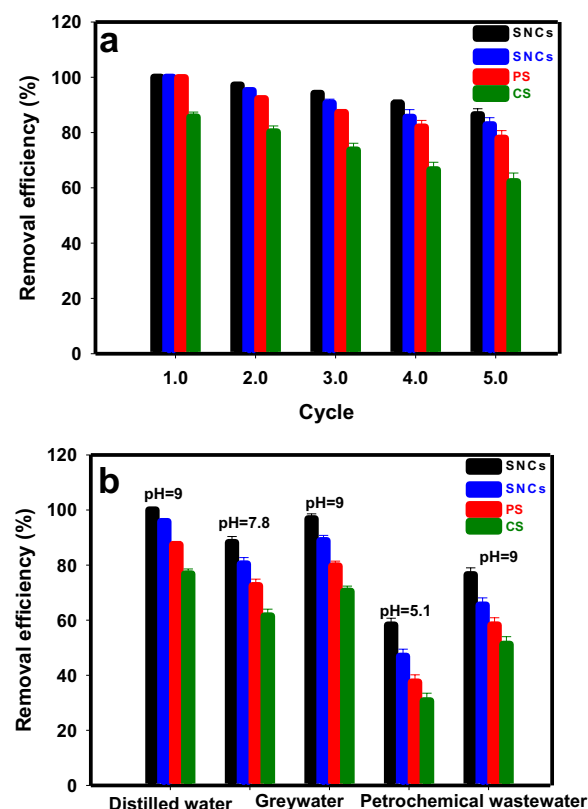 a
SNCs
SNCs
PS
CS
Removal efficiency (%)
120
100
80
60
40
20
0
1.0 2.0 3.0 4.0 5.0
Cycle
b
SNCs
SNCs
PS
CS
Removal efficiency (%)
120
100
80
60
40
20
0
pH=9
pH=7.8
pH=9
pH=5.1
pH=9
Distilled water Greywater Petrochemical wastewater